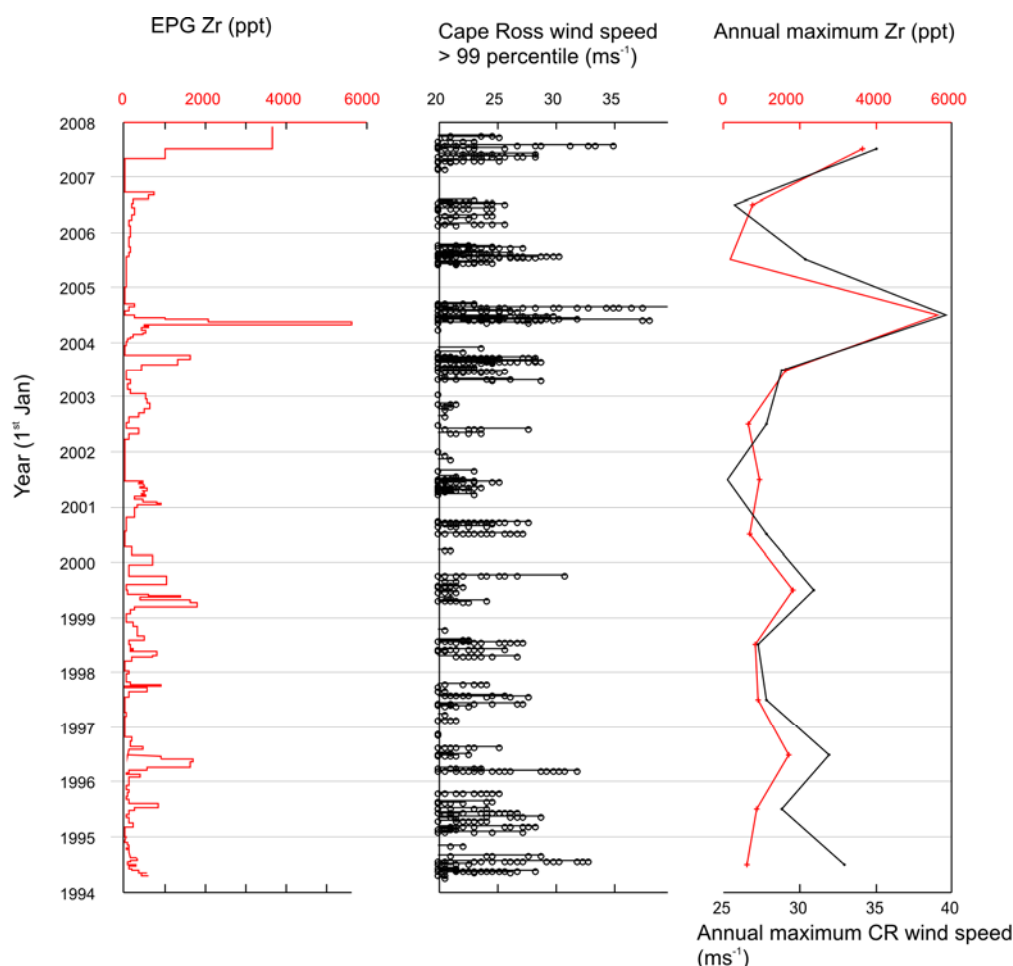 EPG Zr (ppt)
Cape Ross wind speed
> 99 percentile (ms⁻¹)
Annual maximum Zr (ppt)
0 2000 4000 6000
20 25 30 35
0 2000 4000 6000
Year (1ˢᵗ Jan)
2008
2007
2006
2005
2004
2003
2002
2001
2000
1999
1998
1997
1996
1995
1994
25 30 35 40
Annual maximum CR wind speed
(ms⁻¹)